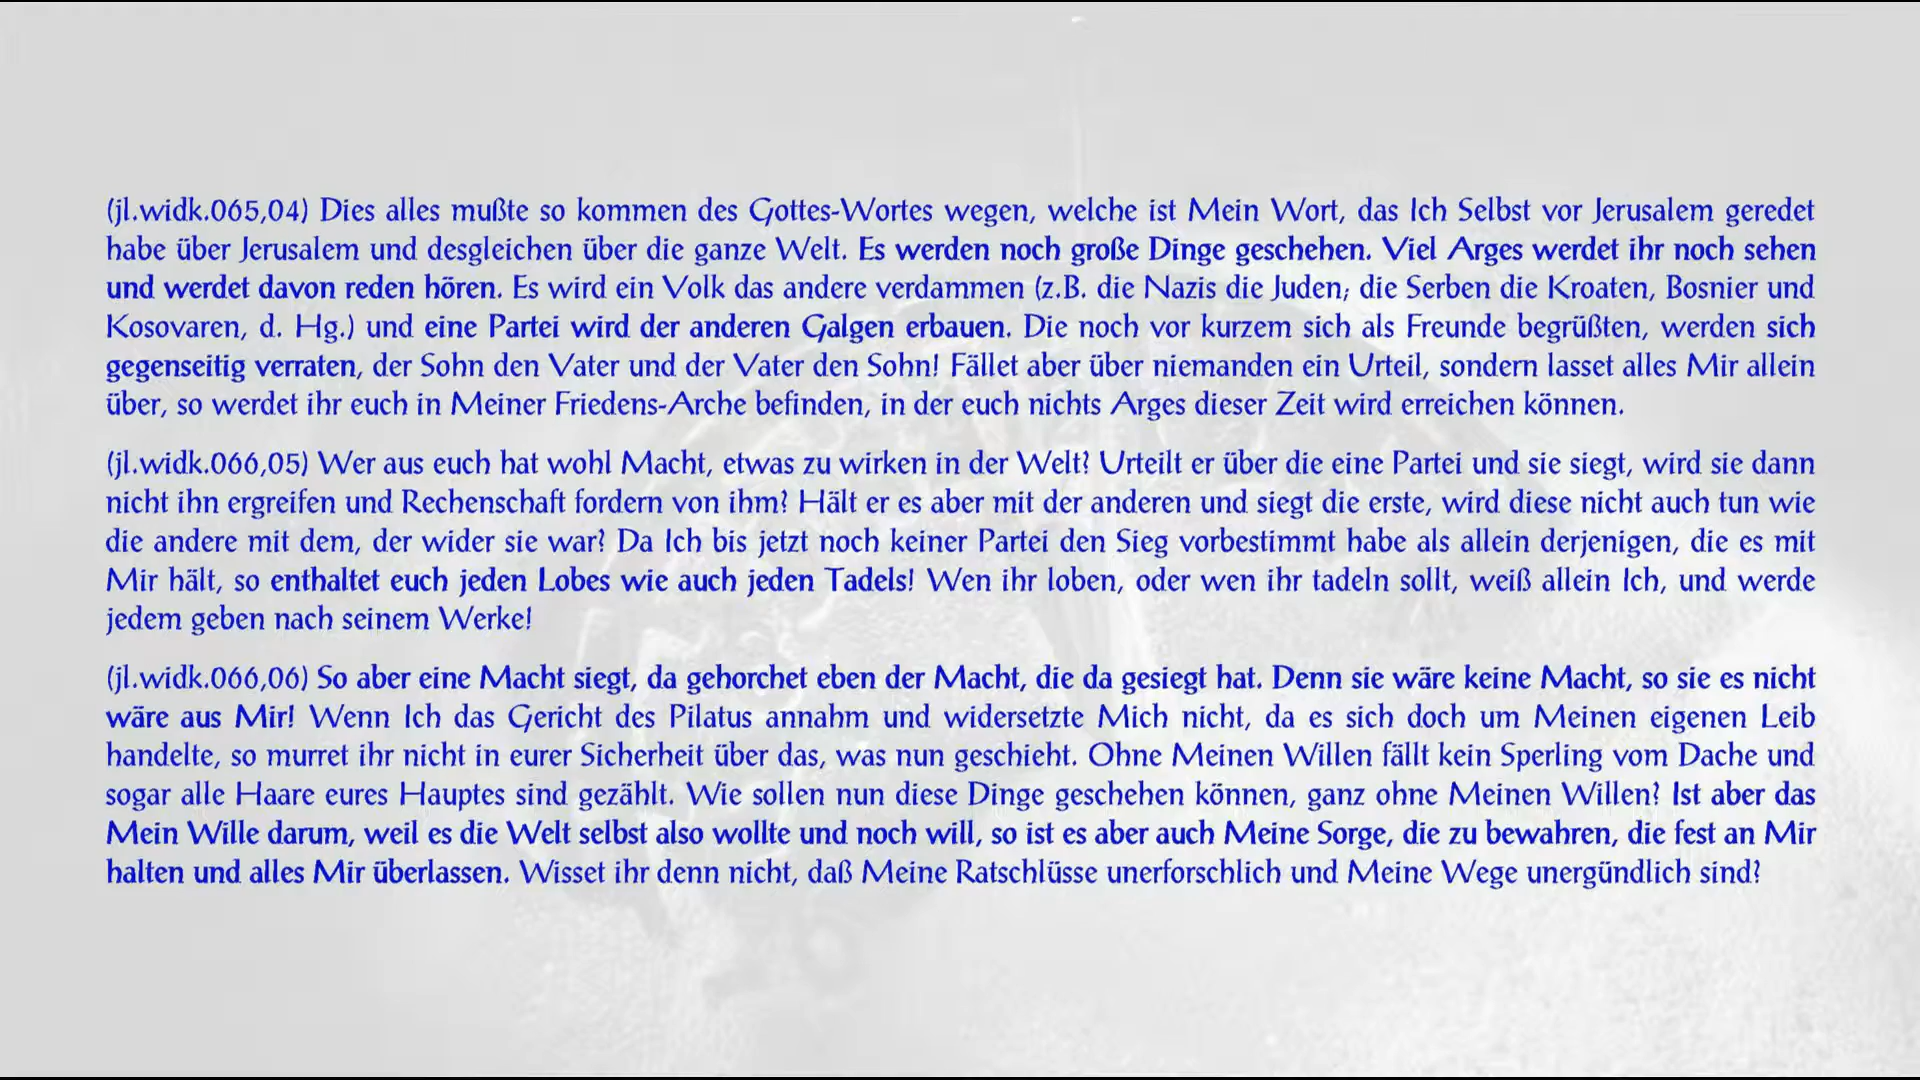 (jl.widk.065,04) Dies alles mußte so kommen des Gottes-Wortes wegen, welche ist Mein Wort, das Ich Selbst vor Jerusalem geredet
habe über Jerusalem und desgleichen über die ganze Welt. Es werden noch große Dinge geschehen. Viel Arges werdet ihr noch sehen
und werdet davon reden hören. Es wird ein Volk das andere verdammen (z.B. die Nazis die Juden; die Serben die Kroaten, Bosnier und
Kosovaren, d. Hg.) und eine Partei wird der anderen Galgen erbauen. Die noch vor kurzem sich als Freunde begrüßten, werden sich
gegenseitig verraten, der Sohn den Vater und der Vater den Sohn! Fället aber über niemanden ein Urteil, sondern lasset alles Mir allein
über, so werdet ihr euch in Meiner Friedens-Arche befinden, in der euch nichts Arges dieser Zeit wird erreichen können.
(jl.widk.066,05) Wer aus euch hat wohl Macht, etwas zu wirken in der Welt? Urteilt er über die eine Partei und sie siegt, wird sie dann
nicht ihn ergreifen und Rechenschaft fordern von ihm? Hält er es aber mit der anderen und siegt die erste, wird diese nicht auch tun wie
die andere mit dem, der wider sie war? Da Ich bis jetzt noch keiner Partei den Sieg vorbestimmt habe als allein derjenigen, die es mit
Mir hält, so enthaltet euch jeden Lobes wie auch jeden Tadels! Wen ihr loben, oder wen ihr tadeln sollt, weiß allein Ich, und werde
jedem geben nach seinem Werke!
(jl.widk.066,06) So aber eine Macht siegt, da gehorchet eben der Macht, die da gesiegt hat. Denn sie wäre keine Macht, so sie es nicht
wäre aus Mir! Wenn Ich das Gericht des Pilatus annahm und widersetzte Mich nicht, da es sich doch um Meinen eigenen Leib
handelte, so murret ihr nicht in eurer Sicherheit über das, was nun geschieht. Ohne Meinen Willen fällt kein Sperling vom Dache und
sogar alle Haare eures Hauptes sind gezählt. Wie sollen nun diese Dinge geschehen können, ganz ohne Meinen Willen? Ist aber das
Mein Wille darum, weil es die Welt selbst also wollte und noch will, so ist es aber auch Meine Sorge, die zu bewahren, die fest an Mir
halten und alles Mir überlassen. Wisset ihr denn nicht, daß Meine Ratschlüsse unerforschlich und Meine Wege unergündlich sind?